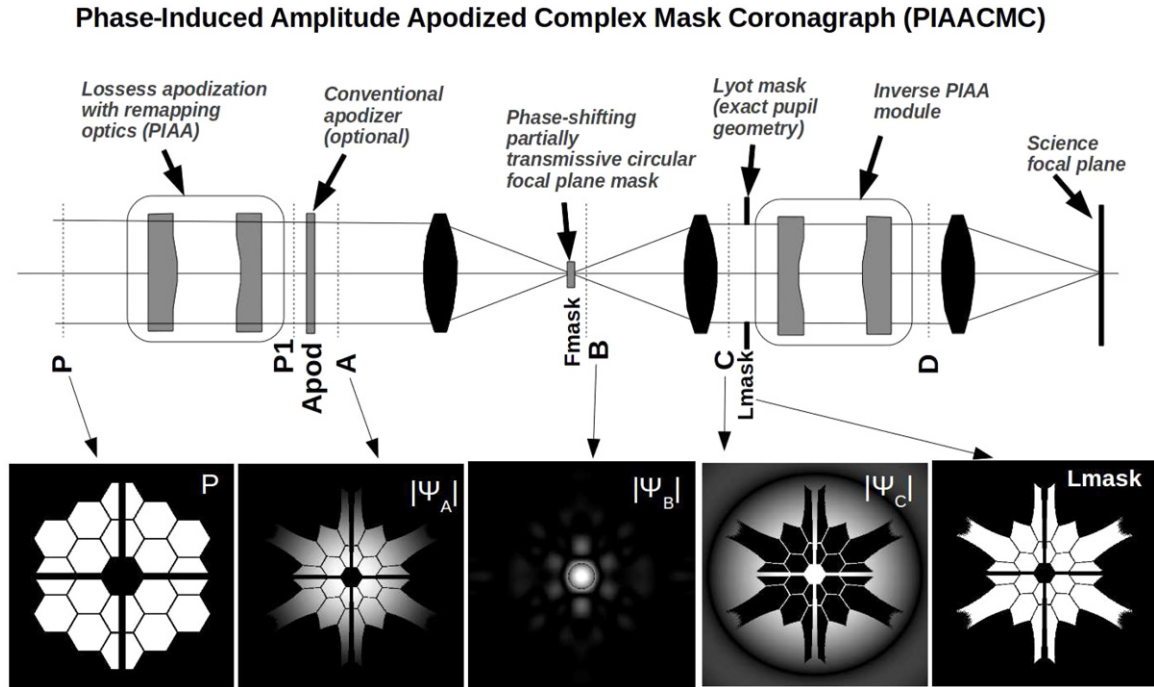 Phase-Induced Amplitude Apodized Complex Mask Coronagraph (PIAACMC)
Lossess apodization
with remapping
optics (PIAA)
Conventional
apodizer
(optional)
Phase-shifting
partially
transmissive circular
focal plane mask
Lyot mask
(exact pupil
geometry)
Inverse PIAA
module
Science
focal plane
P
P1
Apod
A
Fmask
B
C
Lmask
D
P
|Ψ_A|
|Ψ_B|
|Ψ_C|
Lmask